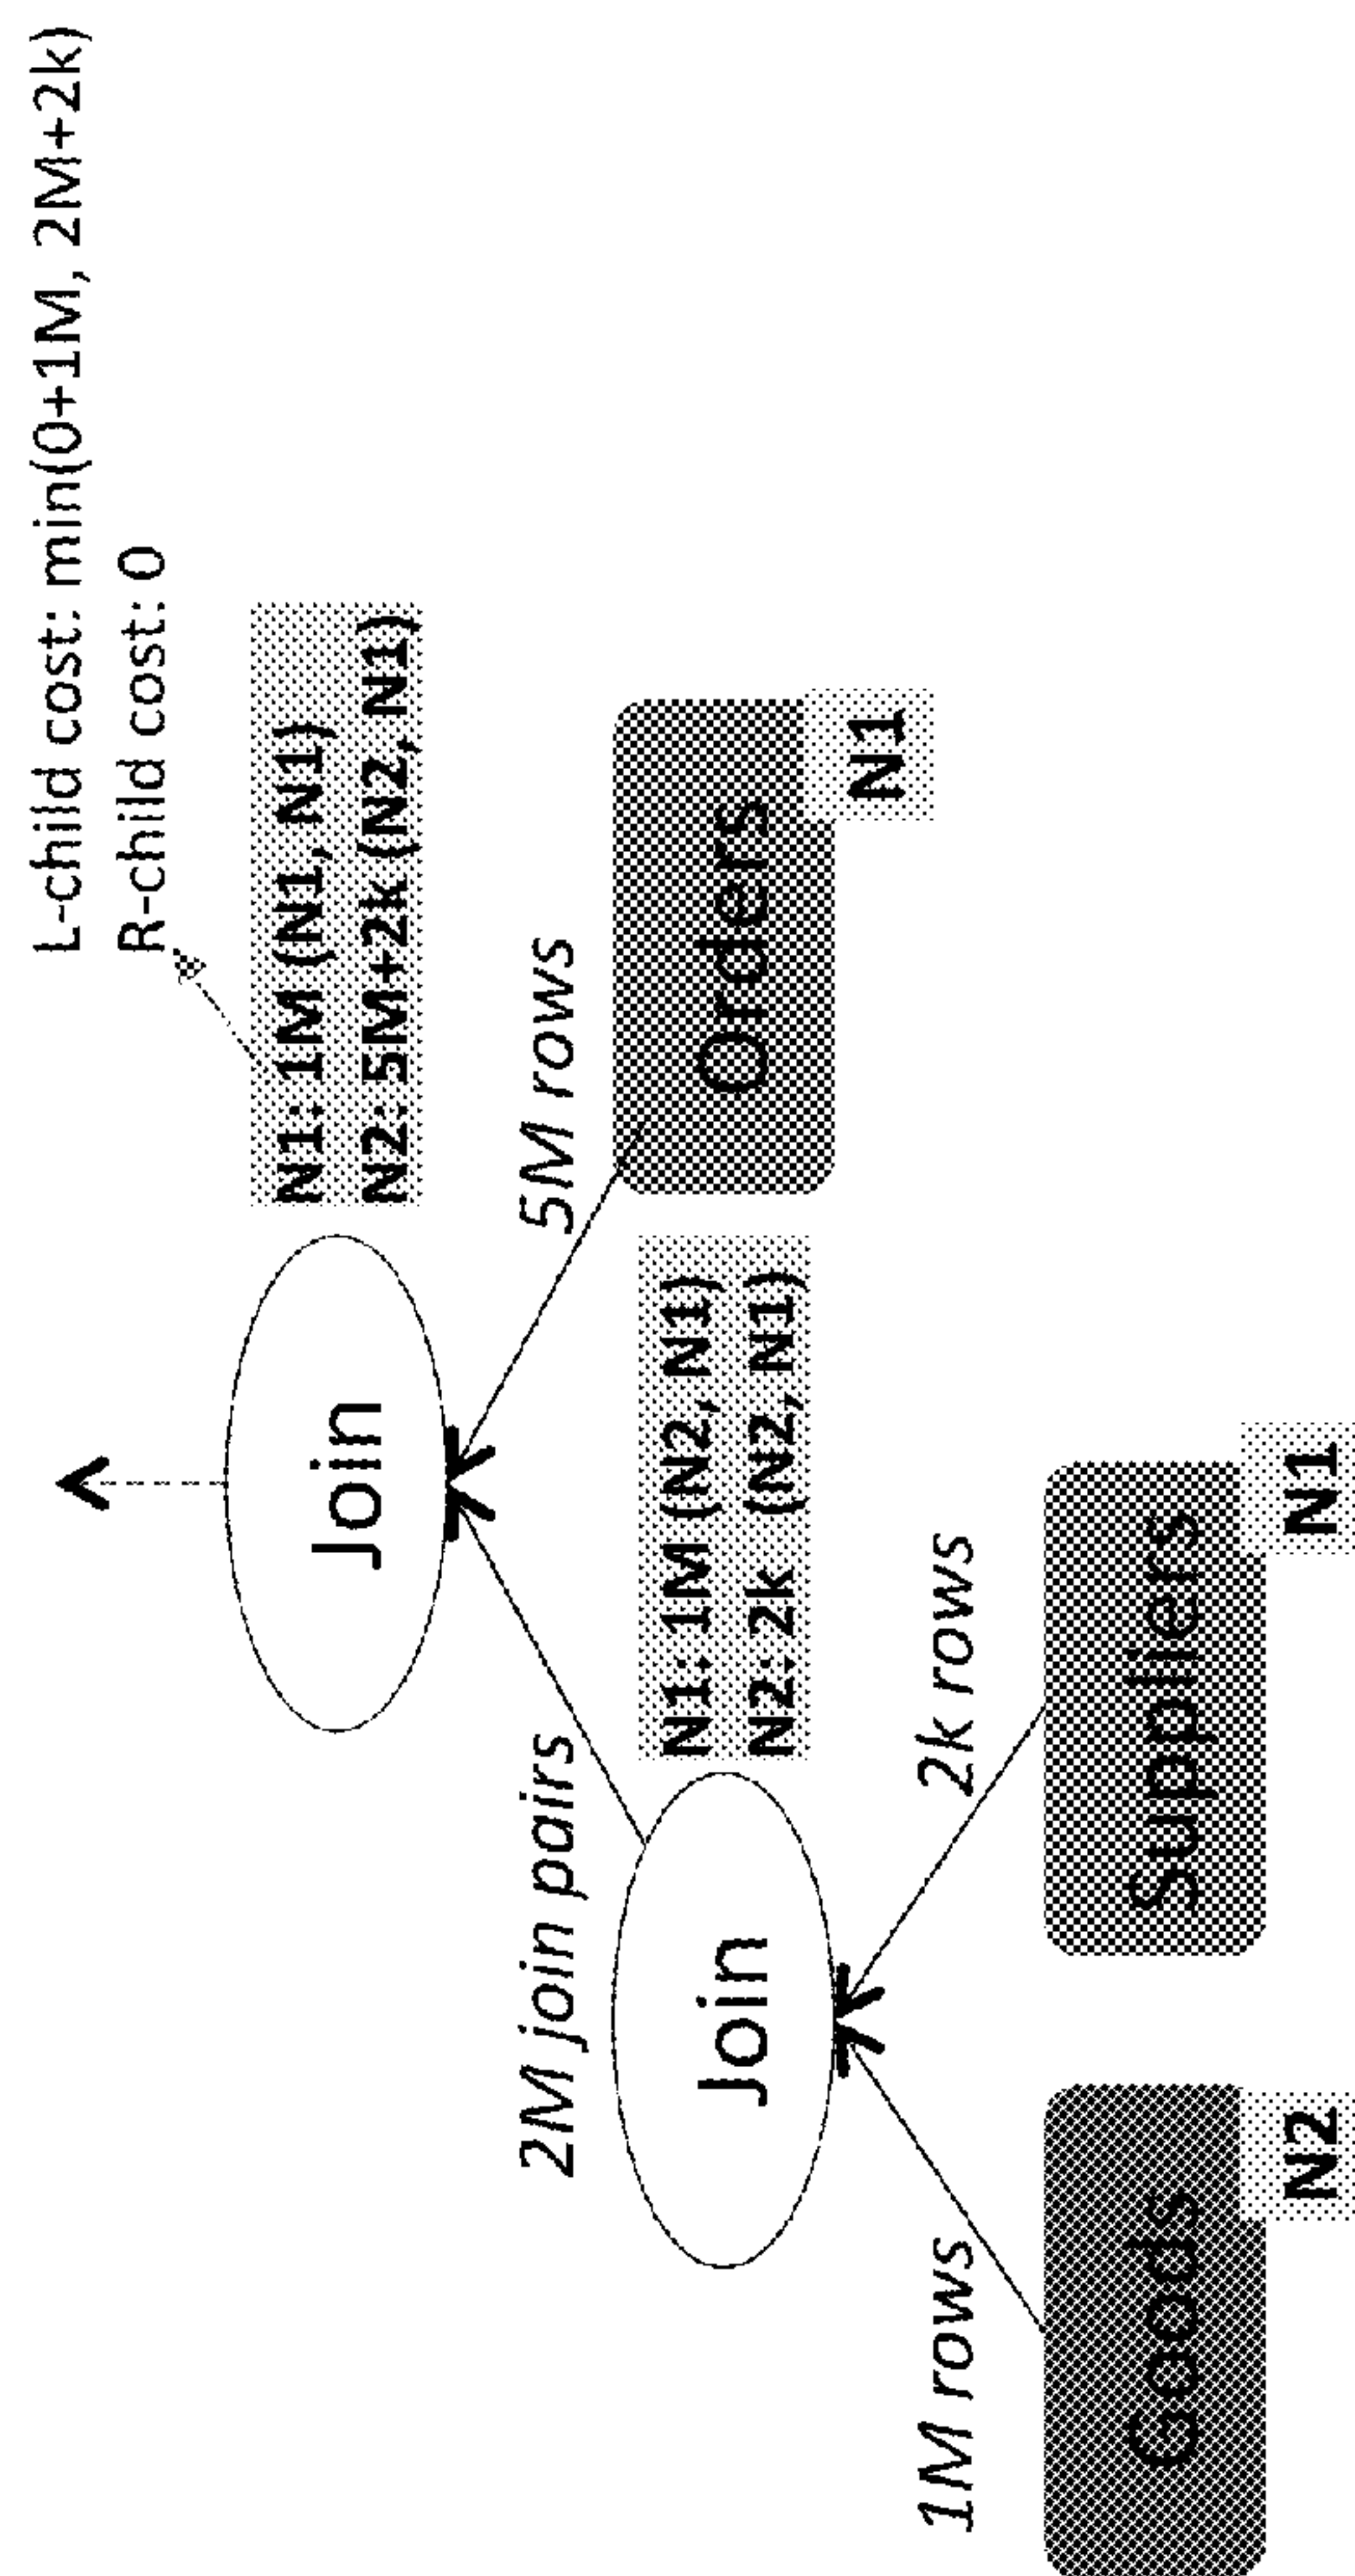 L-child cost: min(0+1M, 2M+2k)
R-child cost: 0
Join
N1: 1M (N1, N1)
N2: 5M+2k (N2, N1)
2M join pairs
5M rows
Join
N1: 1M (N2, N1)
N2: 2k (N2, N1)
Orders
N1
1M rows
2k rows
Goods
N2
Suppliers
N1